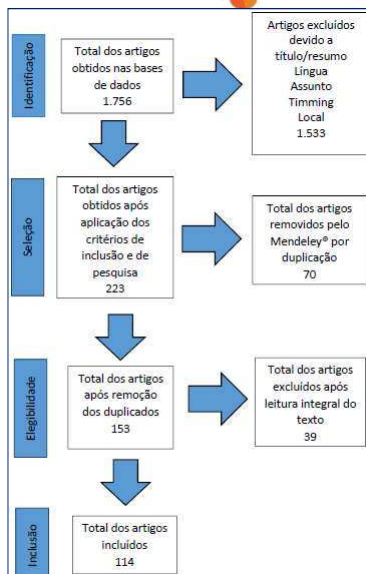 Identificação
Total dos artigos
obtidos nas bases
de dados
1.756
Artigos excluídos
devido a
título/resumo
Língua
Assunto
Timming
Local
1.533
Seleção
Total dos artigos
obtidos após
aplicação dos
critérios de
inclusão e de
pesquisa
223
Total dos artigos
removidos pelo
Mendeley® por
duplicação
70
Elegibilidade
Total dos artigos
após remoção
dos duplicados
153
Total dos artigos
excluídos após
leitura integral do
texto
39
Inclusão
Total dos artigos
incluídos
114